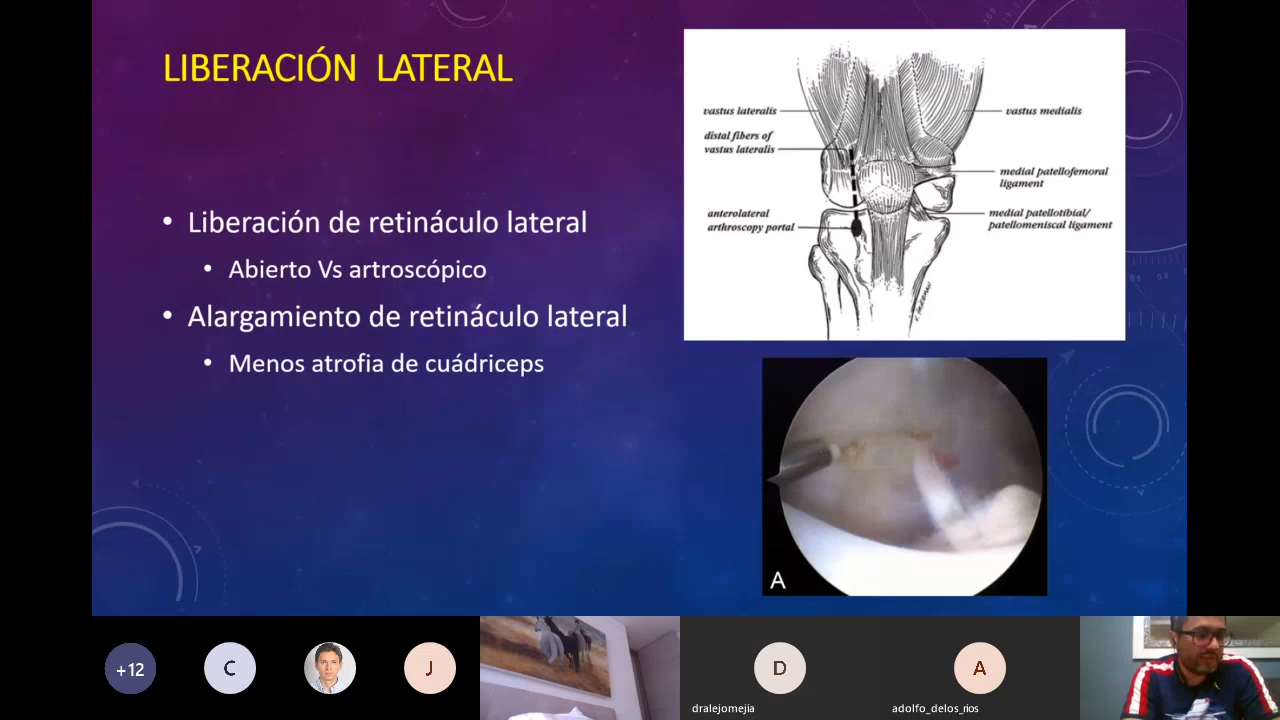 LIBERACIÓN LATERAL
• Liberación de retináculo lateral
• Abierto Vs artroscópico
• Alargamiento de retináculo lateral
• Menos atrofia de cuádriceps
vastus lateralis
distal fibers of
vastus lateralis
anterolateral
arthroscopy portal
vastus medialis
medial patellofemoral
ligament
medial patellotibial/
patellomeniscal ligament
A
+12
C
J
D
dralejomejia
A
adolfo_delos_rios